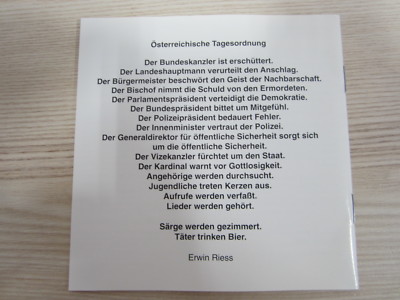 Österreichische Tagesordnung
Der Bundeskanzler ist erschüttert.
Der Landeshauptmann verurteilt den Anschlag.
Der Bürgermeister beschwört den Geist der Nachbarschaft.
Der Bischof nimmt die Schuld von den Ermordeten.
Der Parlamentspräsident verteidigt die Demokratie.
Der Bundespräsident bittet um Mitgefühl.
Der Polizeipräsident bedauert Fehler.
Der Innenminister vertraut der Polizei.
Der Generaldirektor für öffentliche Sicherheit sorgt sich
um die öffentliche Sicherheit.
Der Vizekanzler fürchtet um den Staat.
Der Kardinal warnt vor Gottlosigkeit.
Angehörige werden durchsucht.
Jugendliche treten Kerzen aus.
Aufrufe werden verfaßt.
Lieder werden gehört.
Särge werden gezimmert.
Täter trinken Bier.
Erwin Riess